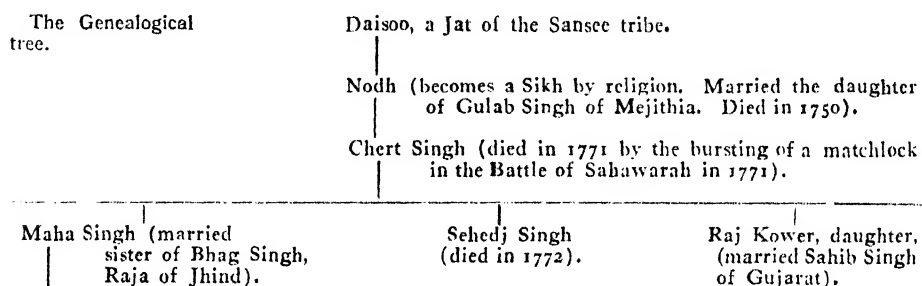 The Genealogical
tree.
Daisoo, a Jat of the Sansee tribe.
Nodh (becomes a Sikh by religion. Married the daughter
of Gulab Singh of Mejithia. Died in 1750).
Chert Singh (died in 1771 by the bursting of a matchlock
in the Battle of Sahawarah in 1771).
Maha Singh (married
sister of Bhag Singh,
Raja of Jhind).
Sehedj Singh
(died in 1772).
Raj Kower, daughter,
(married Sahib Singh
of Gujarat).